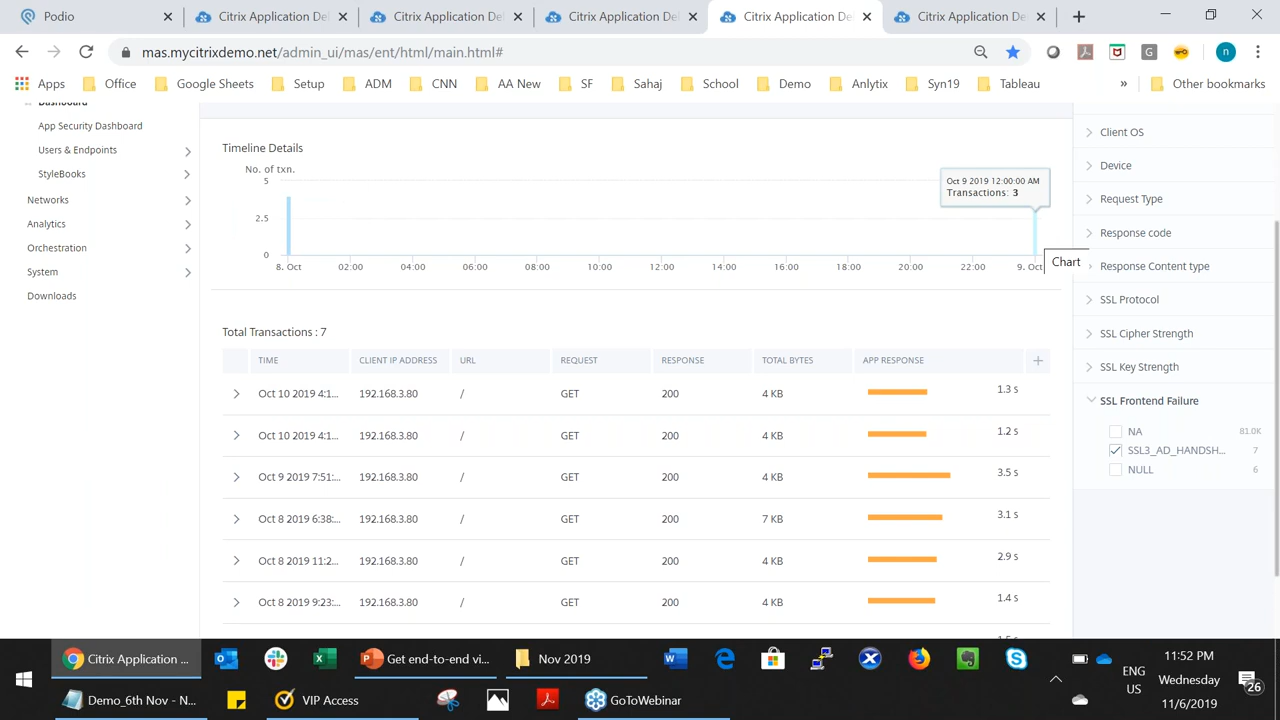 Podio
Citrix Application De
Citrix Application De
Citrix Application De
Citrix Application De
Citrix Application De
mas.mycitrixdemo.net/admin_ui/mas/ent/html/main.html#
G
n
Apps
Office
Google Sheets
Setup
ADM
CNN
AA New
SF
Sahaj
School
Demo
Anlytix
Syn19
Tableau
»
Other bookmarks
Dashboard
App Security Dashboard
Users & Endpoints
StyleBooks
Networks
Analytics
Orchestration
System
Downloads
Timeline Details
No. of txn.
5
2.5
0
8. Oct 02:00 04:00 06:00 08:00 10:00 12:00 14:00 16:00 18:00 20:00 22:00 9. Oct
Oct 9 2019 12:00:00 AM
Transactions: 3
Chart
Total Transactions : 7
TIME CLIENT IP ADDRESS URL REQUEST RESPONSE TOTAL BYTES APP RESPONSE +
Oct 10 2019 4:1... 192.168.3.80 / GET 200 4 KB 1.3 s
Oct 10 2019 4:1... 192.168.3.80 / GET 200 4 KB 1.2 s
Oct 9 2019 7:51:... 192.168.3.80 / GET 200 4 KB 3.5 s
Oct 8 2019 6:38:... 192.168.3.80 / GET 200 7 KB 3.1 s
Oct 8 2019 11:2... 192.168.3.80 / GET 200 4 KB 2.9 s
Oct 8 2019 9:23:... 192.168.3.80 / GET 200 4 KB 1.4 s
Client OS
Device
Request Type
Response code
Response Content type
SSL Protocol
SSL Cipher Strength
SSL Key Strength
SSL Frontend Failure
NA 81.0K
SSL3_AD_HANDSH... 7
NULL 6
Citrix Application ...
Get end-to-end vi...
Nov 2019
Demo_6th Nov - N...
VIP Access
GoToWebinar
ENG
US
11:52 PM
Wednesday
11/6/2019
26